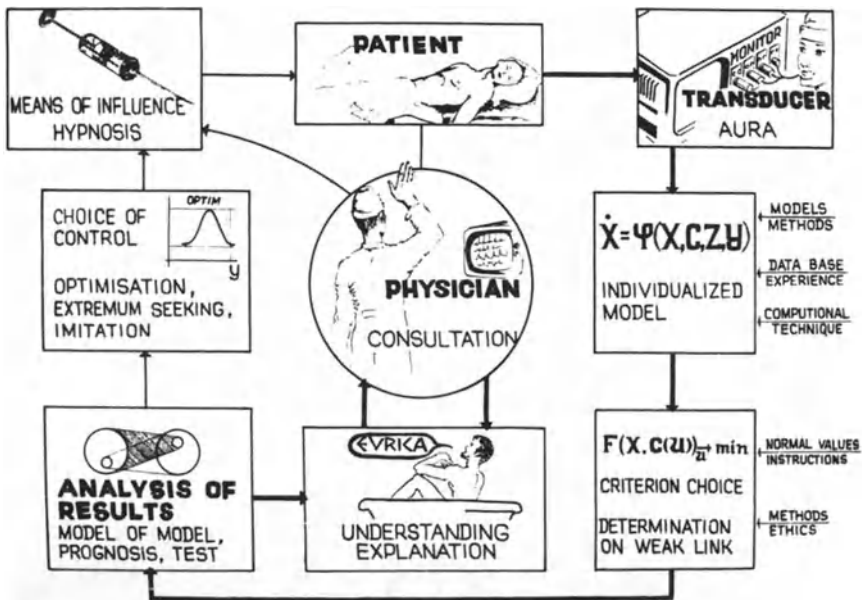 MEANS OF INFLUENCE
HYPNOSIS
PATIENT
MONITOR
TRANSDUCER
AURA
CHOICE OF
CONTROL
OPTIM
y
OPTIMISATION,
EXTREMUM SEEKING,
IMITATION
PHYSICIAN
CONSULTATION
Ẋ=φ(X,C,Z,Y)
INDIVIDUALIZED
MODEL
MODELS
METHODS
DATA BASE
EXPERIENCE
COMPUTIONAL
TECHNIQUE
ANALYSIS OF
RESULTS
MODEL OF MODEL,
PROGNOSIS, TEST
EVRIKA
UNDERSTANDING
EXPLANATION
F(X.C(U)) u→ min
CRITERION CHOICE
DETERMINATION
ON WEAK LINK
NORMAL VALUES
INSTRUCTIONS
METHODS
ETHICS